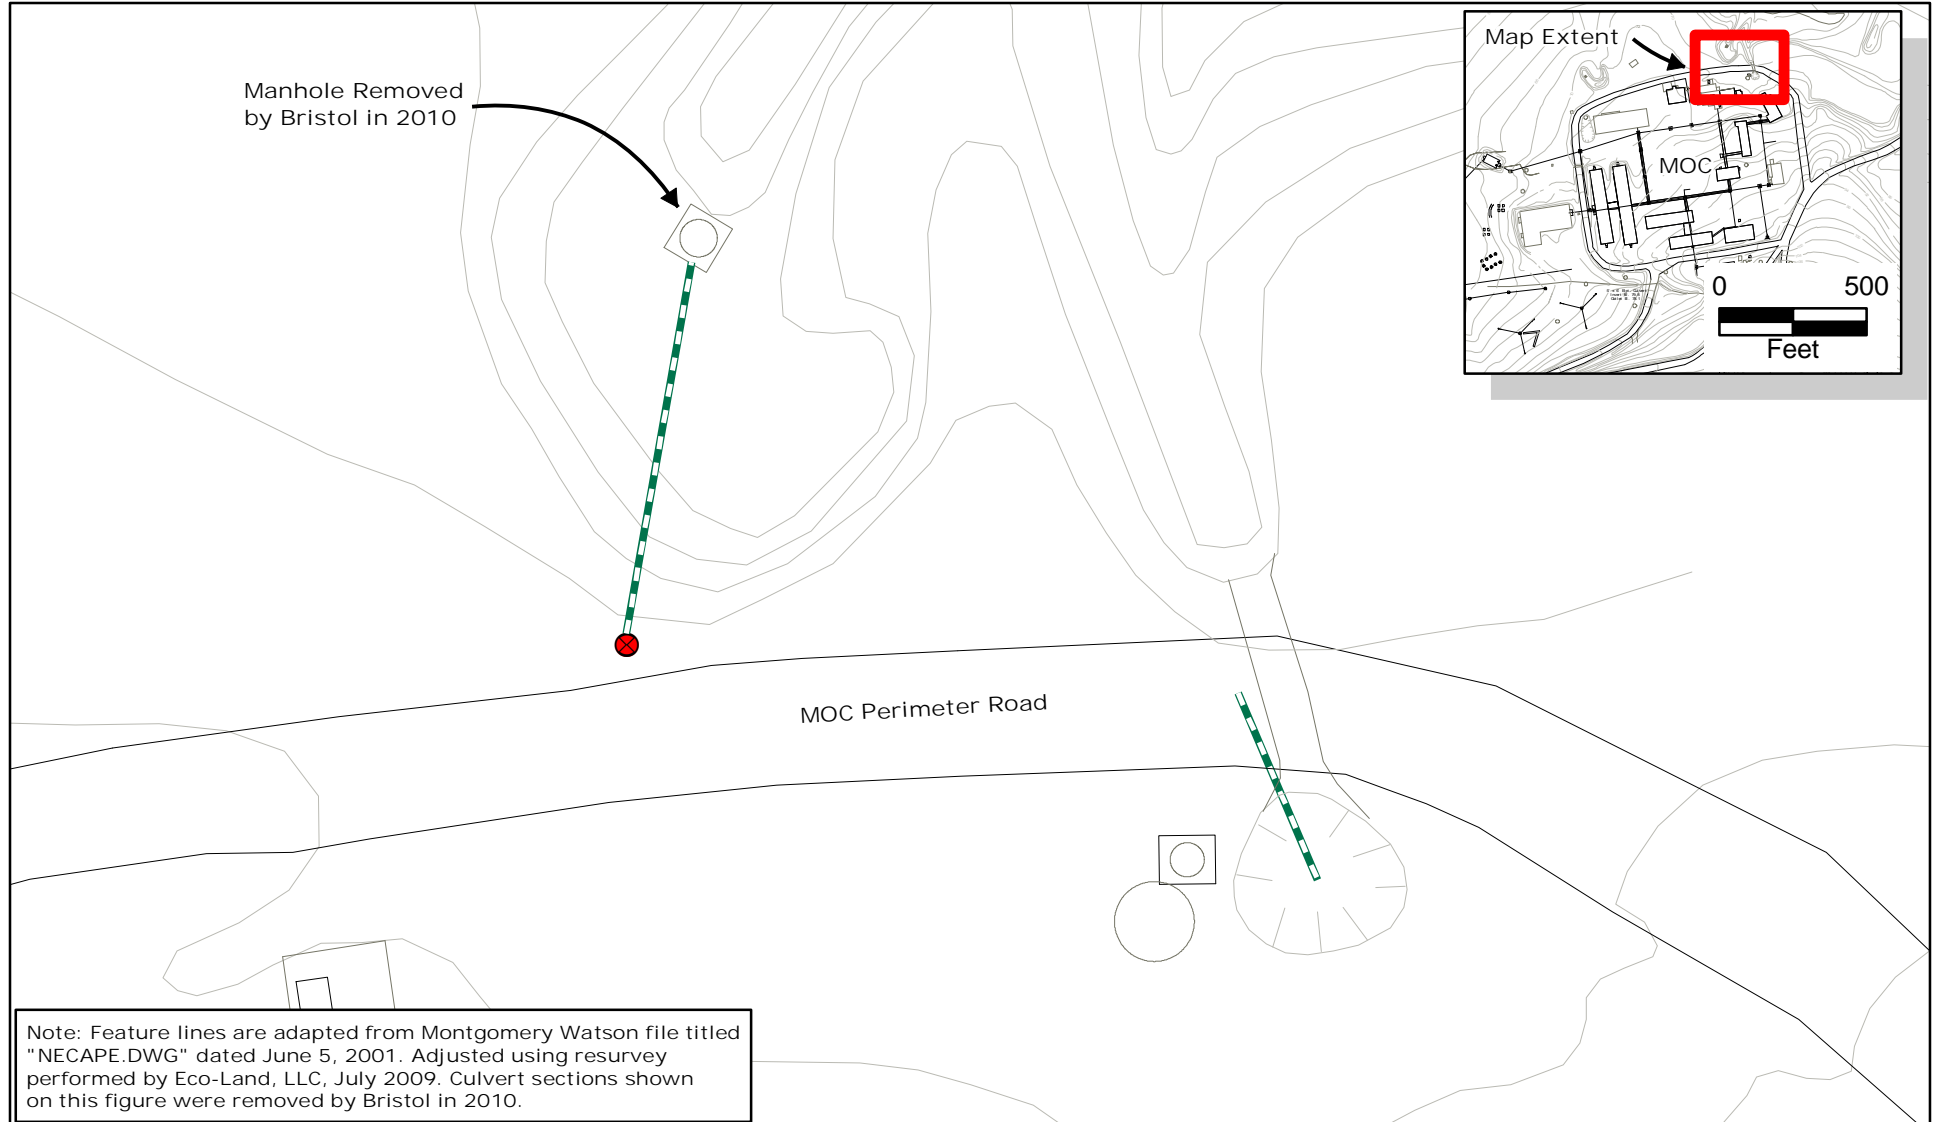 Manhole Removed
by Bristol in 2010
Map Extent
MOC
0 500
Feet
MOC Perimeter Road
Note: Feature lines are adapted from Montgomery Watson file titled
"NECAPE.DWG" dated June 5, 2001. Adjusted using resurvey
performed by Eco-Land, LLC, July 2009. Culvert sections shown
on this figure were removed by Bristol in 2010.